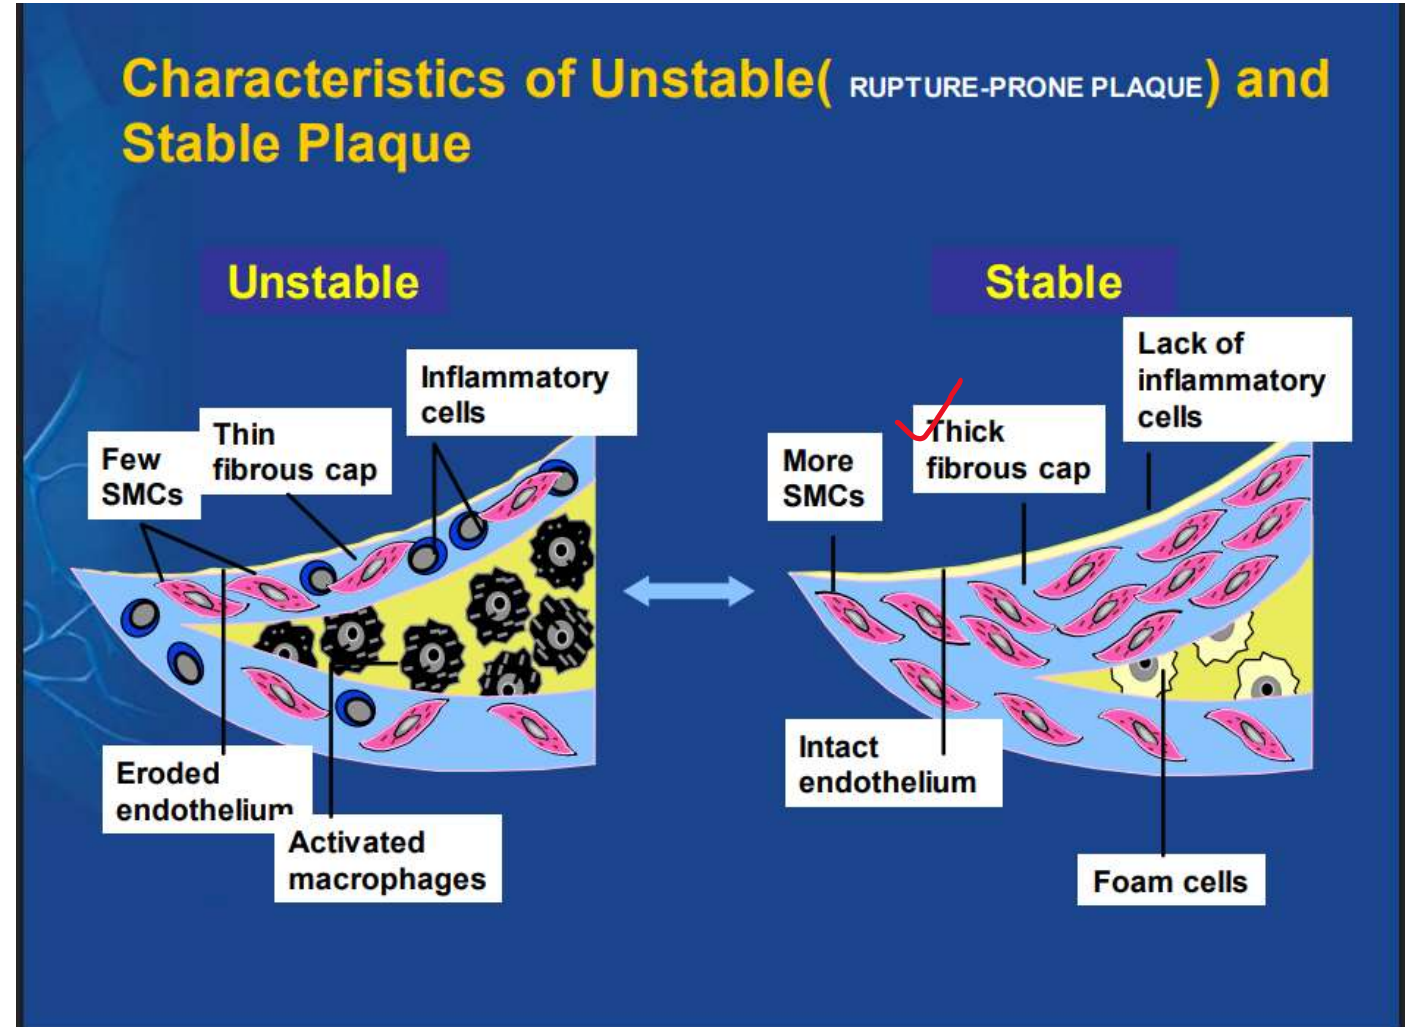 Characteristics of Unstable( RUPTURE-PRONE PLAQUE) and
Stable Plaque
Unstable
Stable
Inflammatory
cells
Thin
fibrous cap
Few
SMCs
Eroded
endothelium
Activated
macrophages
Lack of
inflammatory
cells
Thick
fibrous cap
More
SMCs
Intact
endothelium
Foam cells